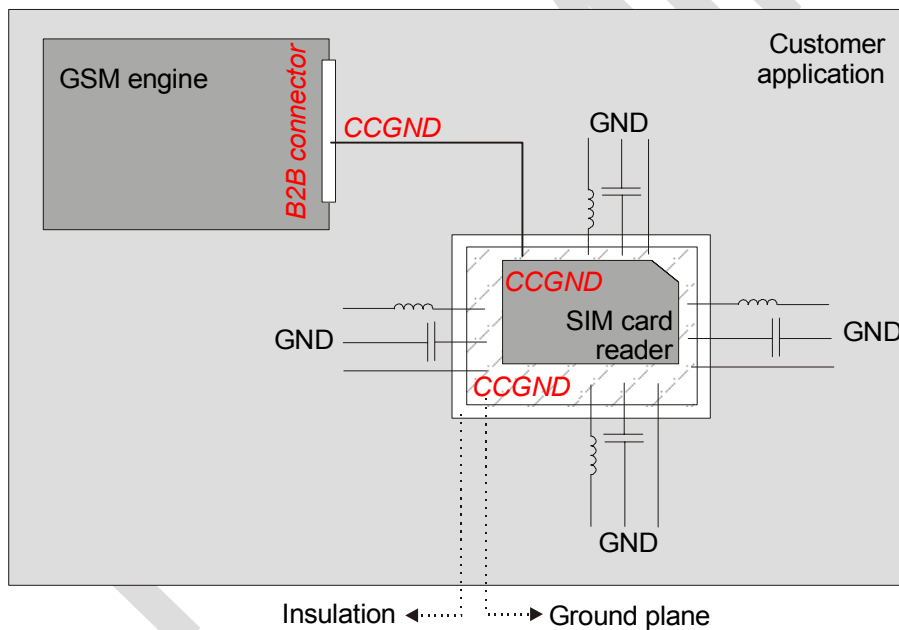 Customer
application
GSM engine
B2B connector
CCGND
GND
CCGND
SIM card
reader
GND
GND
CCGND
GND
Insulation
Ground plane